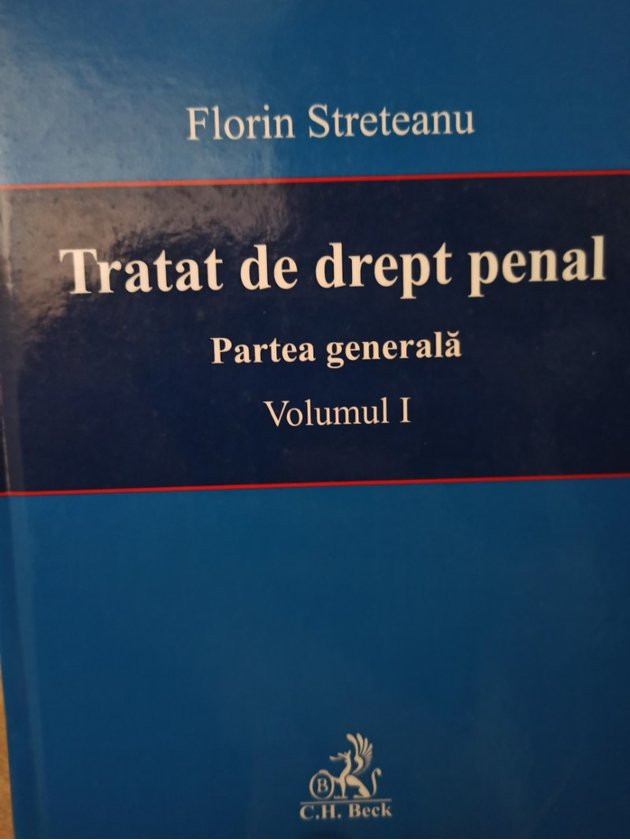 Florin Streteanu
Tratat de drept penal
Partea generală
Volumul I
B
C.H. Beck